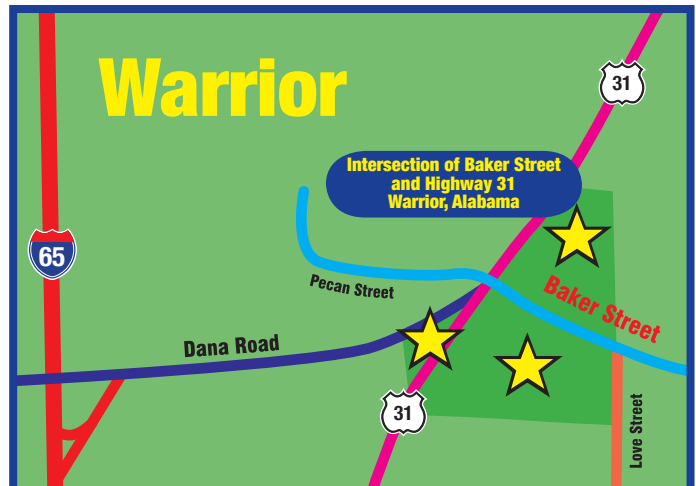 Warrior
31
Intersection of Baker Street
and Highway 31
Warrior, Alabama
65
Pecan Street
Baker Street
Dana Road
31
Love Street